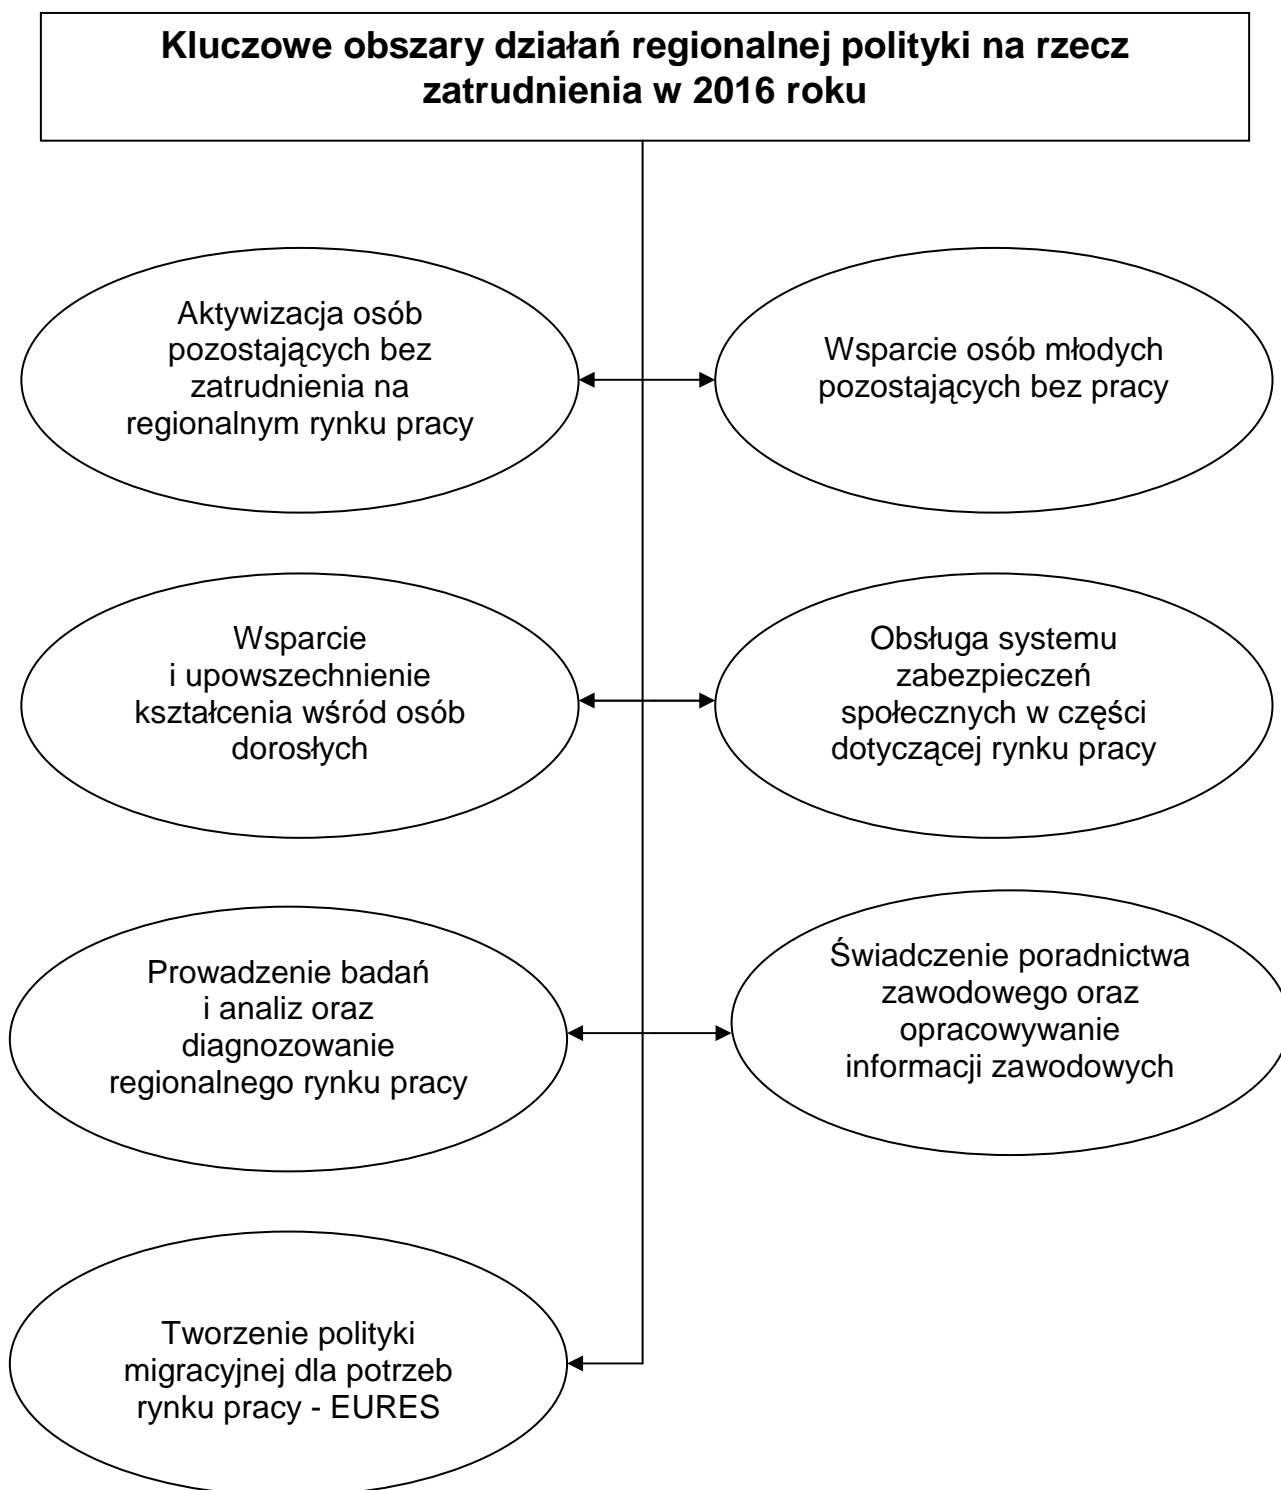 Kluczowe obszary działań regionalnej polityki na rzecz
zatrudnienia w 2016 roku
Aktywizacja osób
pozostających bez
zatrudnienia na
regionalnym rynku pracy
Wsparcie osób młodych
pozostających bez pracy
Wsparcie
i upowszechnienie
kształcenia wśród osób
dorosłych
Obsługa systemu
zabezpieczeń
społecznych w części
dotyczącej rynku pracy
Prowadzenie badań
i analiz oraz
diagnozowanie
regionalnego rynku pracy
Świadczenie poradnictwa
zawodowego oraz
opracowywanie
informacji zawodowych
Tworzenie polityki
migracyjnej dla potrzeb
rynku pracy - EURES